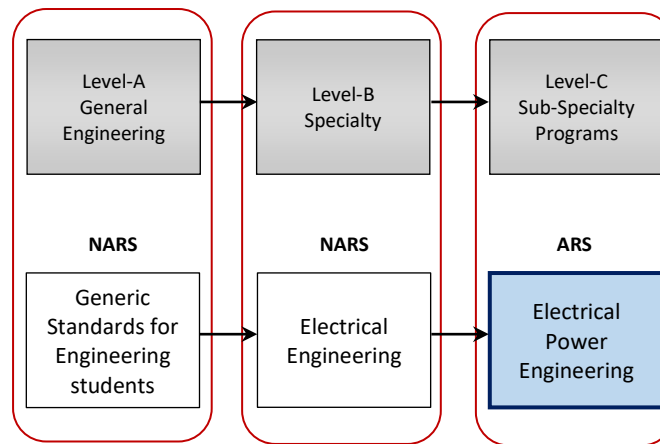 Level-A
General
Engineering
Level-B
Specialty
Level-C
Sub-Specialty
Programs
NARS
NARS
ARS
Generic
Standards for
Engineering
students
Electrical
Engineering
Electrical
Power
Engineering